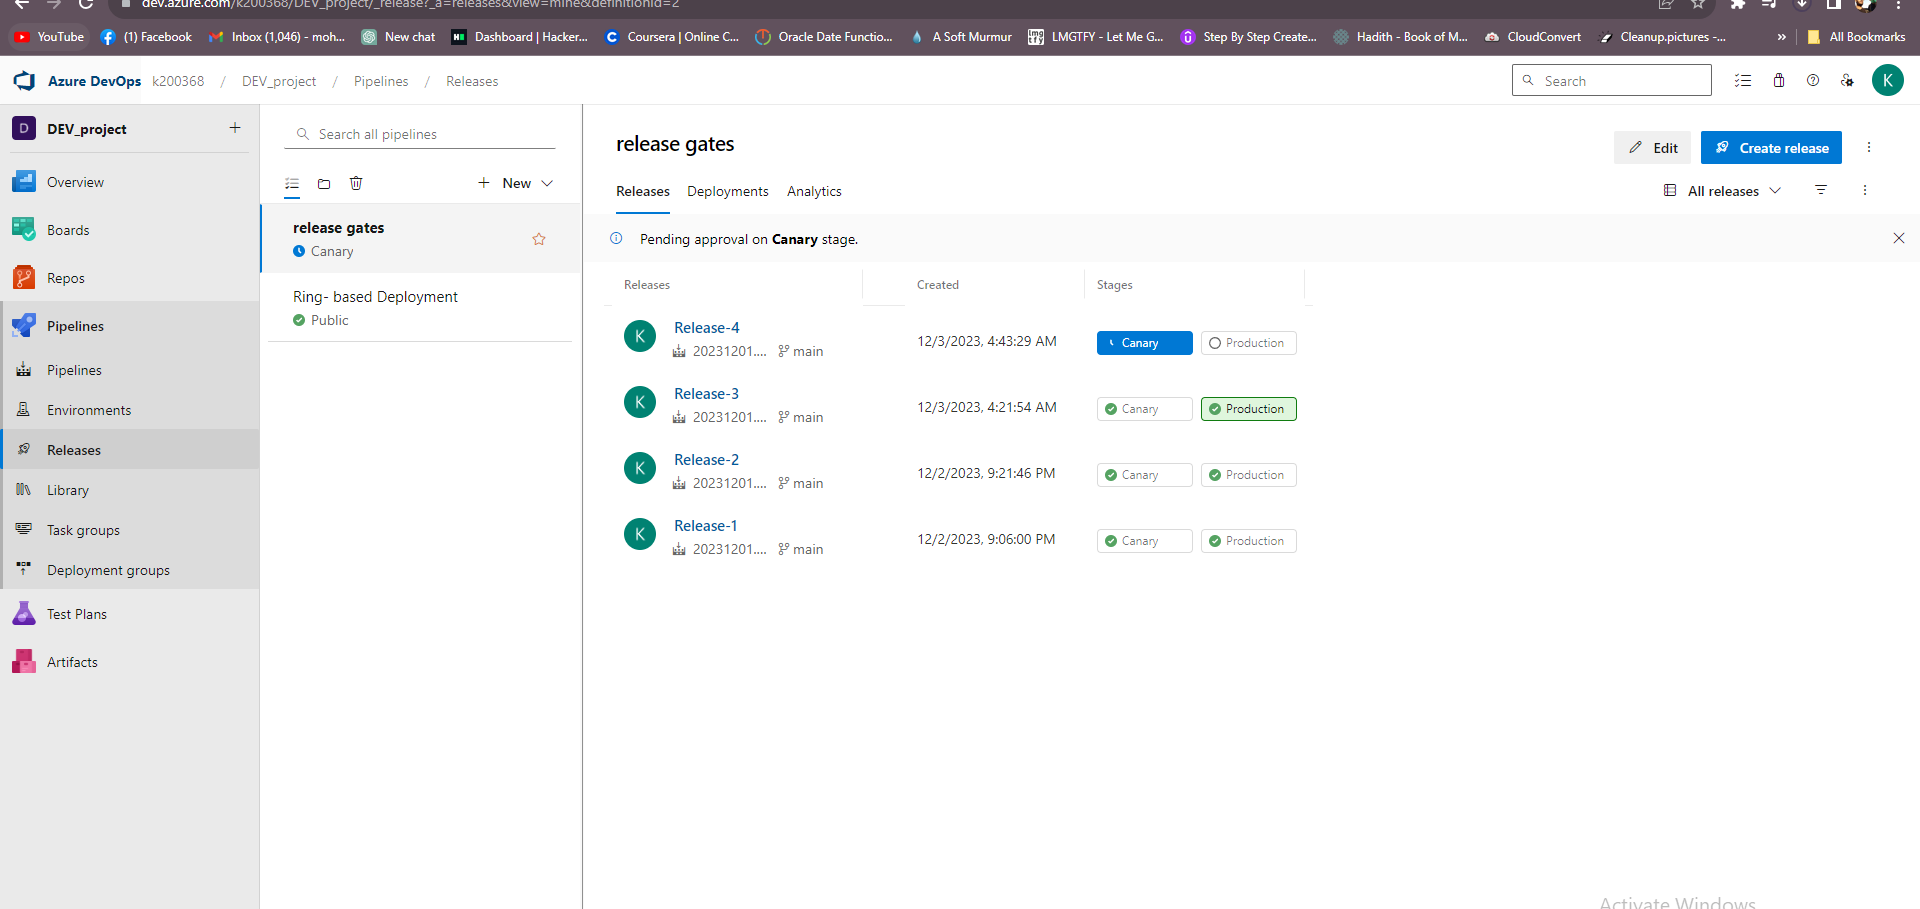 dev.azure.com/k200368/DEV_project/_release?_a=releases&view=mine&definitionId=2
YouTube (1) Facebook Inbox (1,046) - moh... New chat Dashboard | Hacker... Coursera | Online C... Oracle Date Functio... A Soft Murmur LMGTFY - Let Me G... Step By Step Create... Hadith - Book of M... CloudConvert Cleanup.pictures -... » All Bookmarks
Azure DevOps k200368 / DEV_project / Pipelines / Releases Search K
D DEV_project +
Overview
Boards
Repos
Pipelines
Pipelines
Environments
Releases
Library
Task groups
Deployment groups
Test Plans
Artifacts
Search all pipelines
+ New
release gates
Canary
Ring- based Deployment
Public
release gates
Edit Create release
Releases Deployments Analytics All releases
Pending approval on Canary stage.
Releases Created Stages
K Release-4 12/3/2023, 4:43:29 AM Canary Production
20231201.... main
K Release-3 12/3/2023, 4:21:54 AM Canary Production
20231201.... main
K Release-2 12/2/2023, 9:21:46 PM Canary Production
20231201.... main
K Release-1 12/2/2023, 9:06:00 PM Canary Production
20231201.... main
Activate Windows